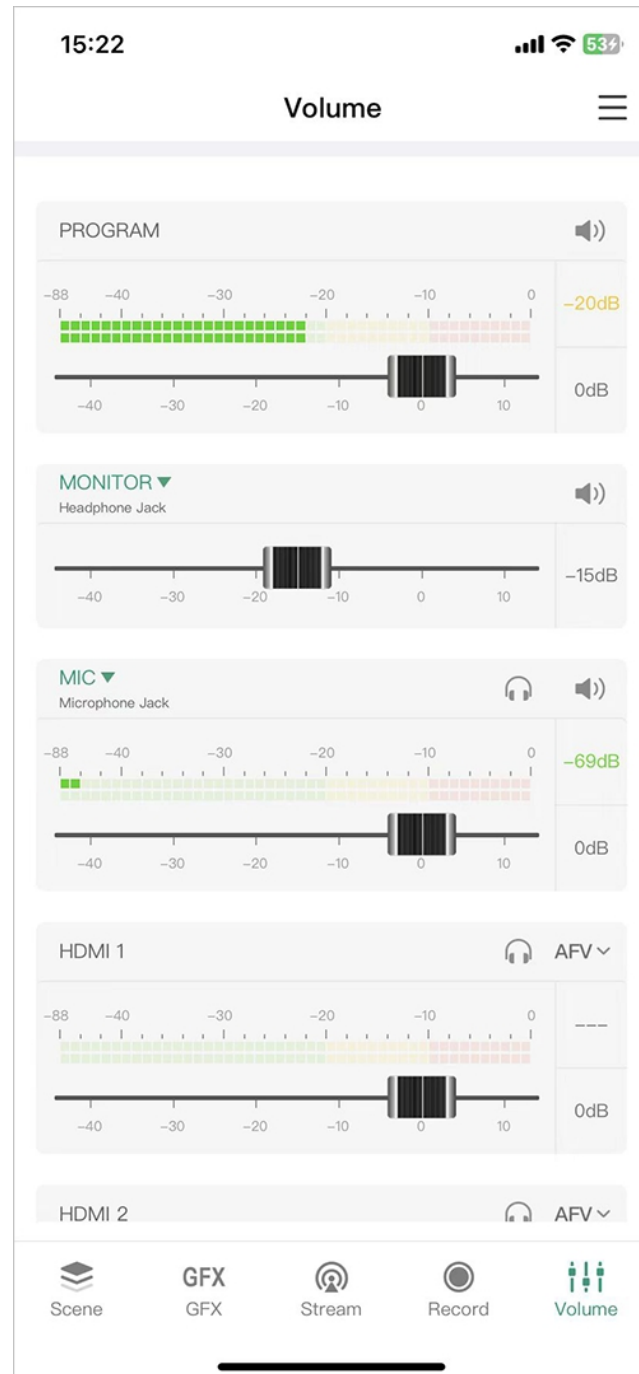 15:22 53
Volume
PROGRAM
-88 -40 -30 -20 -10 0
-20dB
-40 -30 -20 -10 0 10
0dB
MONITOR
Headphone Jack
-40 -30 -20 -10 0 10
-15dB
MIC
Microphone Jack
-88 -40 -30 -20 -10 0
-69dB
-40 -30 -20 -10 0 10
0dB
HDMI 1 AFV
-88 -40 -30 -20 -10 0
---
-40 -30 -20 -10 0 10
0dB
HDMI 2 AFV
GFX
Scene GFX Stream Record Volume